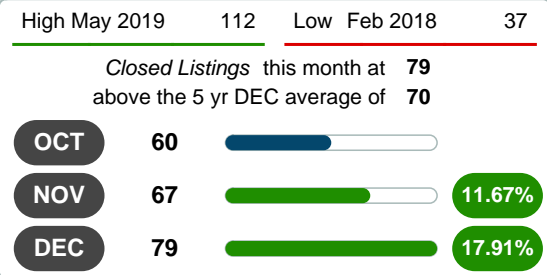 High May 2019 112 Low Feb 2018 37
Closed Listings this month at 79
above the 5 yr DEC average of 70
OCT 60
NOV 67 11.67%
DEC 79 17.91%